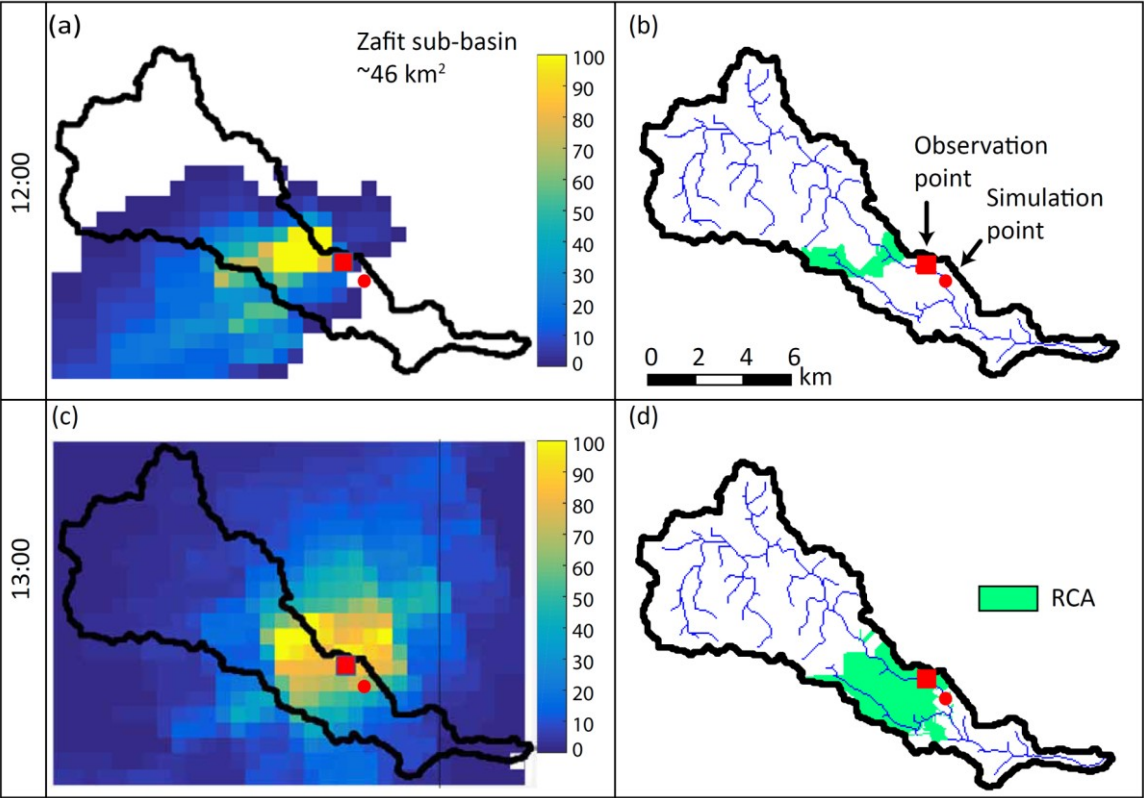 12:00
(a)
Zafit sub-basin
~46 km²
100
90
80
70
60
50
40
30
20
10
0
(b)
Observation
point
Simulation
point
0 2 4 6
km
13:00
(c)
100
90
80
70
60
50
40
30
20
10
0
(d)
RCA